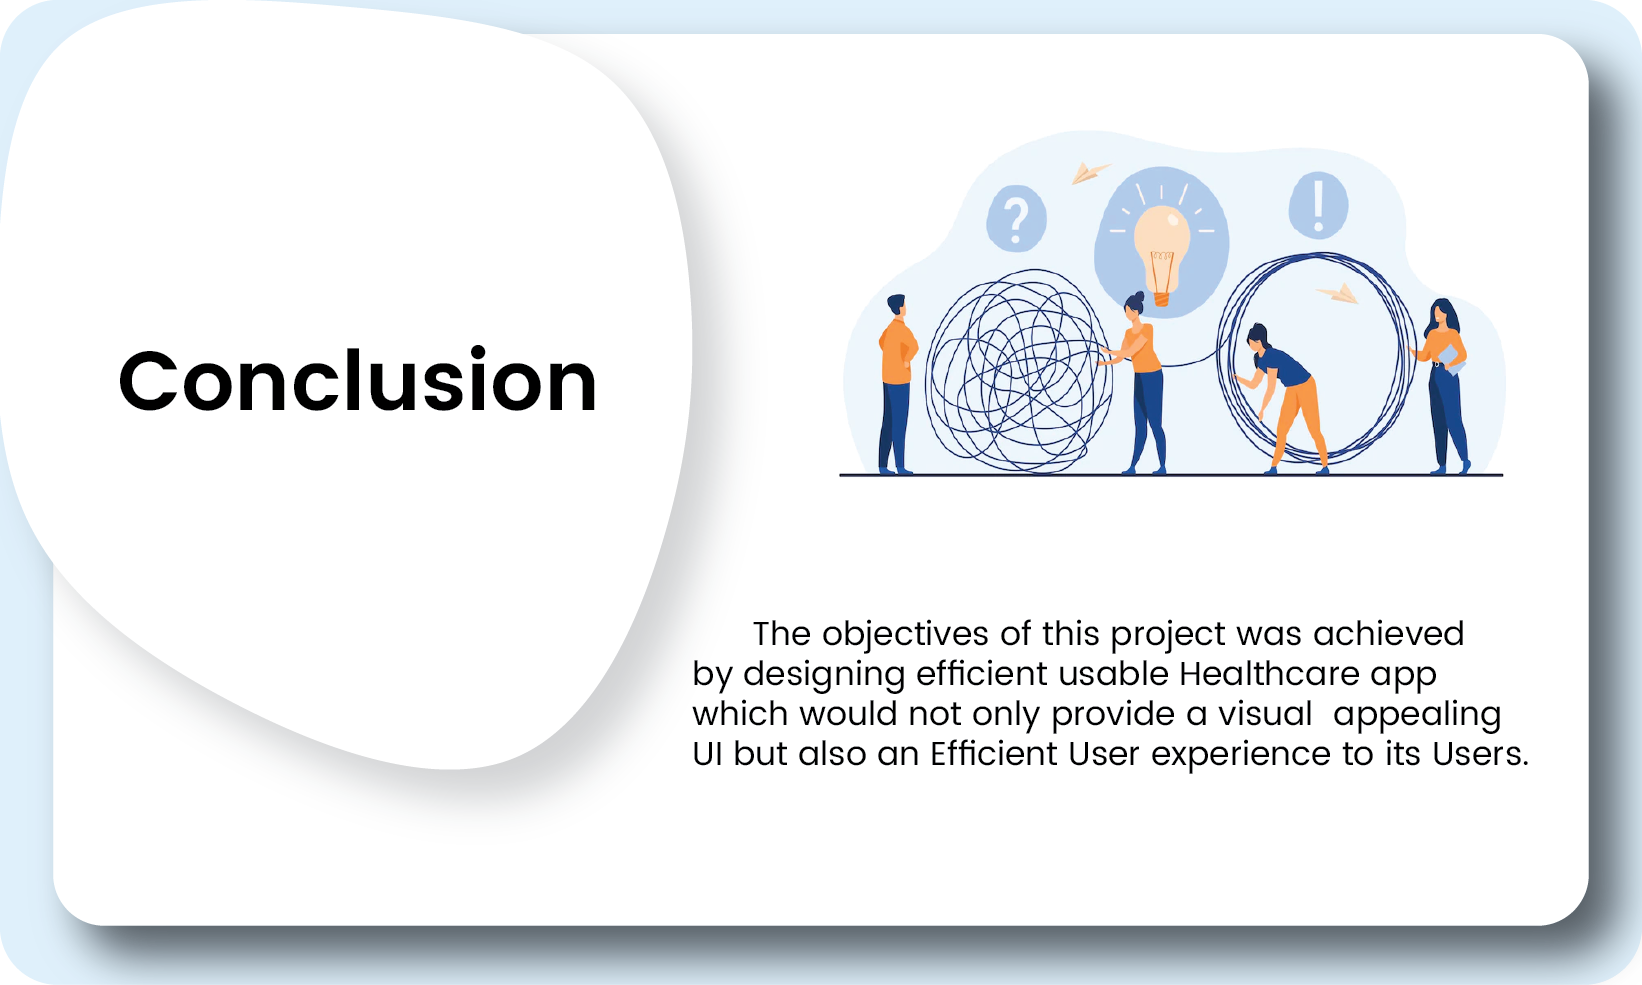 Conclusion
?
!
The objectives of this project was achieved
by designing efficient usable Healthcare app
which would not only provide a visual  appealing
UI but also an Efficient User experience to its Users.